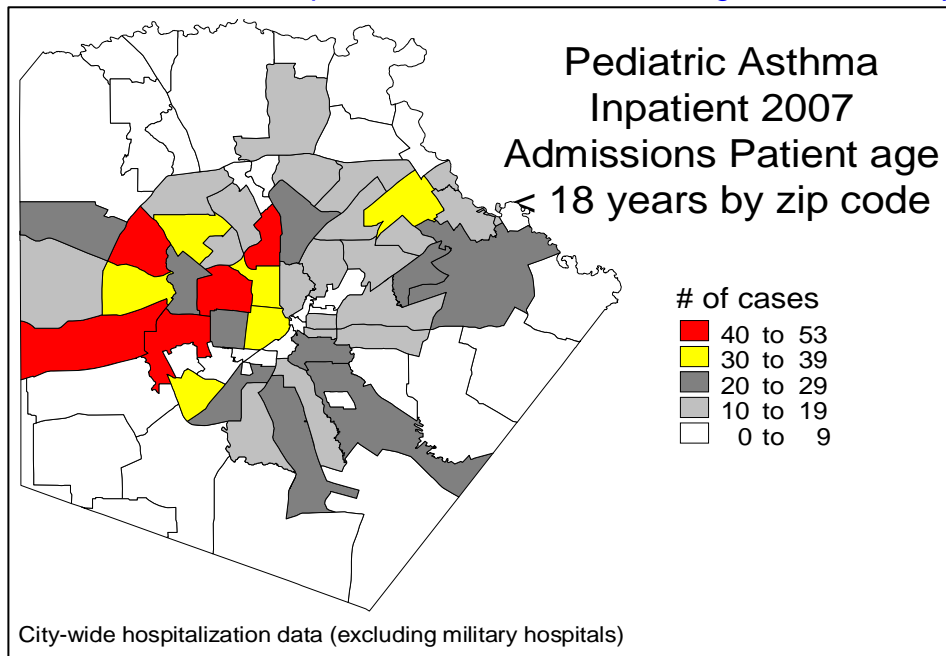 Pediatric Asthma
Inpatient 2007
Admissions Patient age
< 18 years by zip code
# of cases
40 to 53
30 to 39
20 to 29
10 to 19
0 to 9
City-wide hospitalization data (excluding military hospitals)